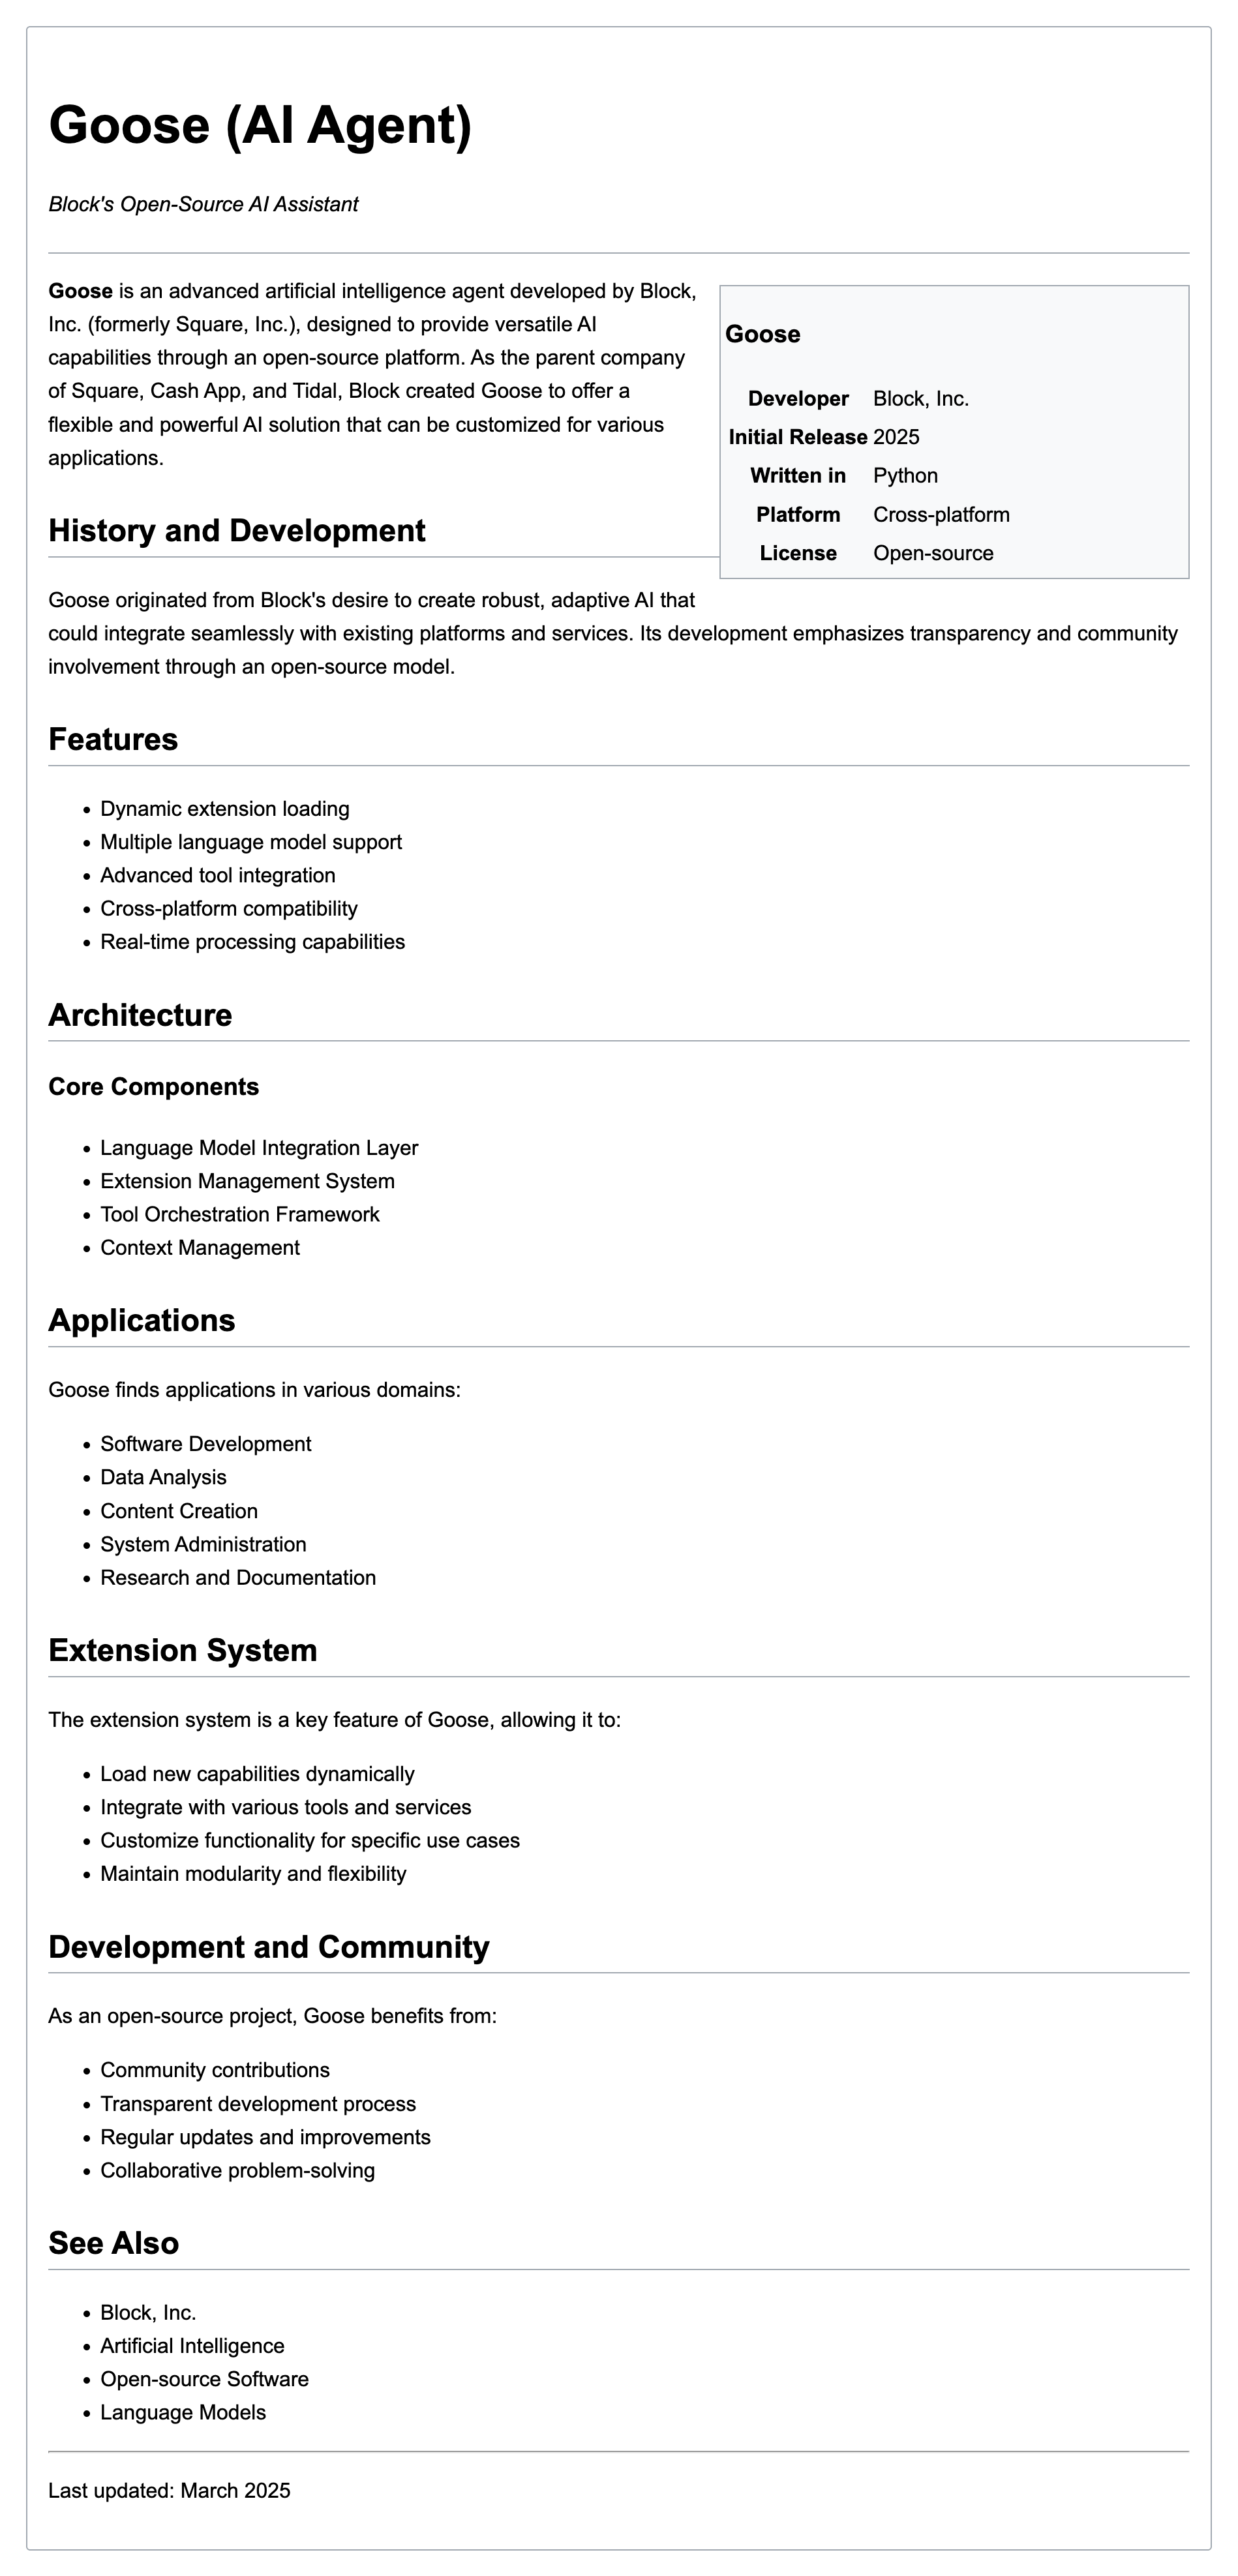 Goose (AI Agent)
Block's Open-Source AI Assistant
Goose is an advanced artificial intelligence agent developed by Block,
Inc. (formerly Square, Inc.), designed to provide versatile AI
capabilities through an open-source platform. As the parent company
of Square, Cash App, and Tidal, Block created Goose to offer a
flexible and powerful AI solution that can be customized for various
applications.
Goose
Developer Block, Inc.
Initial Release 2025
Written in Python
Platform Cross-platform
License Open-source
History and Development
Goose originated from Block's desire to create robust, adaptive AI that
could integrate seamlessly with existing platforms and services. Its development emphasizes transparency and community
involvement through an open-source model.
Features
• Dynamic extension loading
• Multiple language model support
• Advanced tool integration
• Cross-platform compatibility
• Real-time processing capabilities
Architecture
Core Components
• Language Model Integration Layer
• Extension Management System
• Tool Orchestration Framework
• Context Management
Applications
Goose finds applications in various domains:
• Software Development
• Data Analysis
• Content Creation
• System Administration
• Research and Documentation
Extension System
The extension system is a key feature of Goose, allowing it to:
• Load new capabilities dynamically
• Integrate with various tools and services
• Customize functionality for specific use cases
• Maintain modularity and flexibility
Development and Community
As an open-source project, Goose benefits from:
• Community contributions
• Transparent development process
• Regular updates and improvements
• Collaborative problem-solving
See Also
• Block, Inc.
• Artificial Intelligence
• Open-source Software
• Language Models
Last updated: March 2025